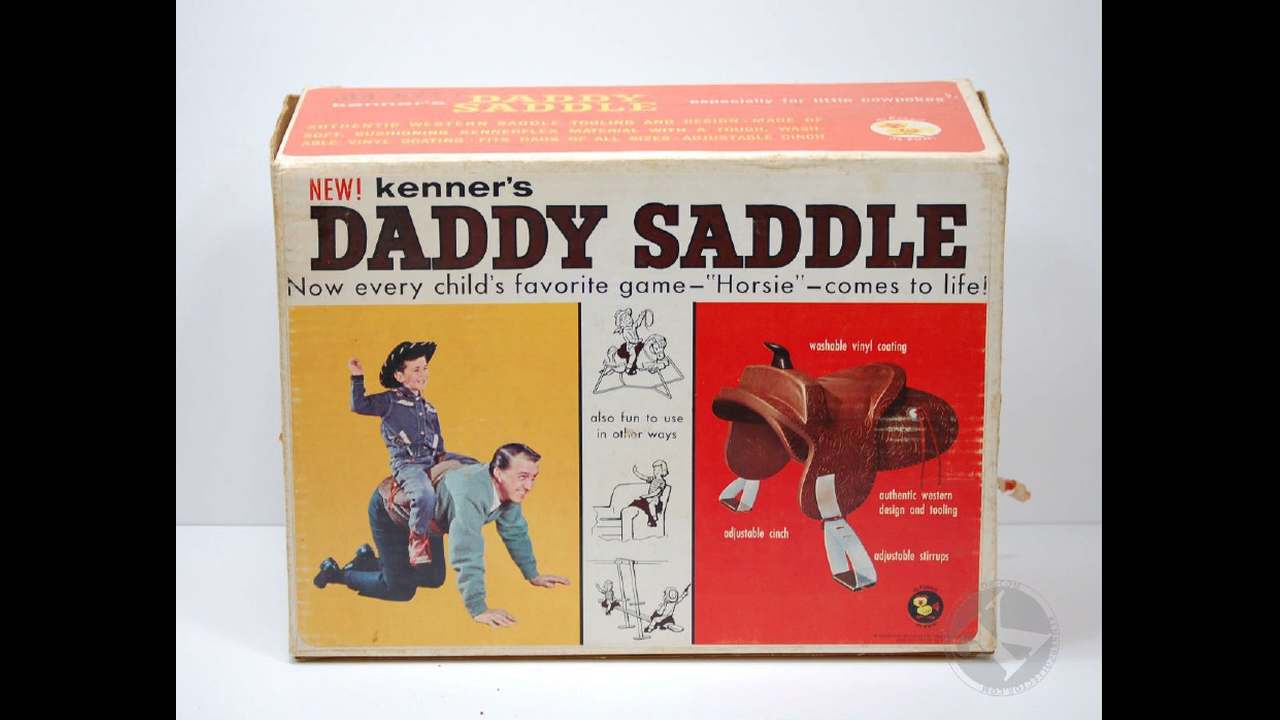 kenner's DADDY SADDLE especially for little cowpokes
AUTHENTIC WESTERN SADDLE TOOLING AND DESIGN - MADE OF
SOFT, CUSHIONING KENNERFLEX MATERIAL WITH A TOUGH, WASH-
ABLE VINYL COATING - FITS DADS OF ALL SIZES - ADJUSTABLE CINCH
NEW! kenner's
DADDY SADDLE
Now every child's favorite game—"Horsie"—comes to life!
also fun to use
in other ways
washable vinyl coating
authentic western
design and tooling
adjustable cinch
adjustable stirrups